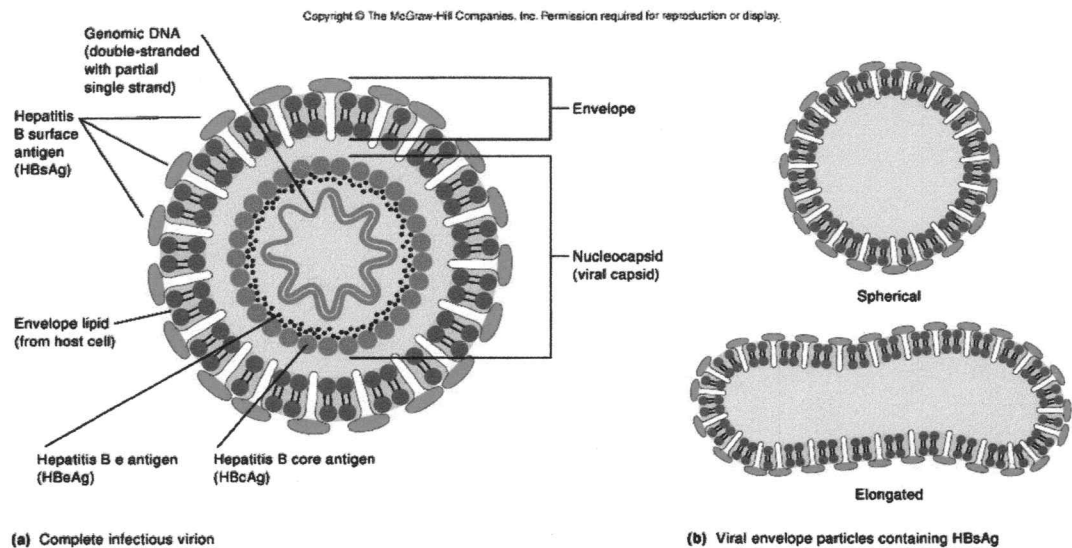 Copyright © The McGraw-Hill Companies, Inc. Permission required for reproduction or display.
Genomic DNA
(double-stranded
with partial
single strand)
Hepatitis
B surface
antigen
(HBsAg)
Envelope lipid
(from host cell)
Hepatitis B e antigen
(HBeAg)
Hepatitis B core antigen
(HBcAg)
Envelope
Nucleocapsid
(viral capsid)
(a) Complete infectious virion
Spherical
Elongated
(b) Viral envelope particles containing HBsAg